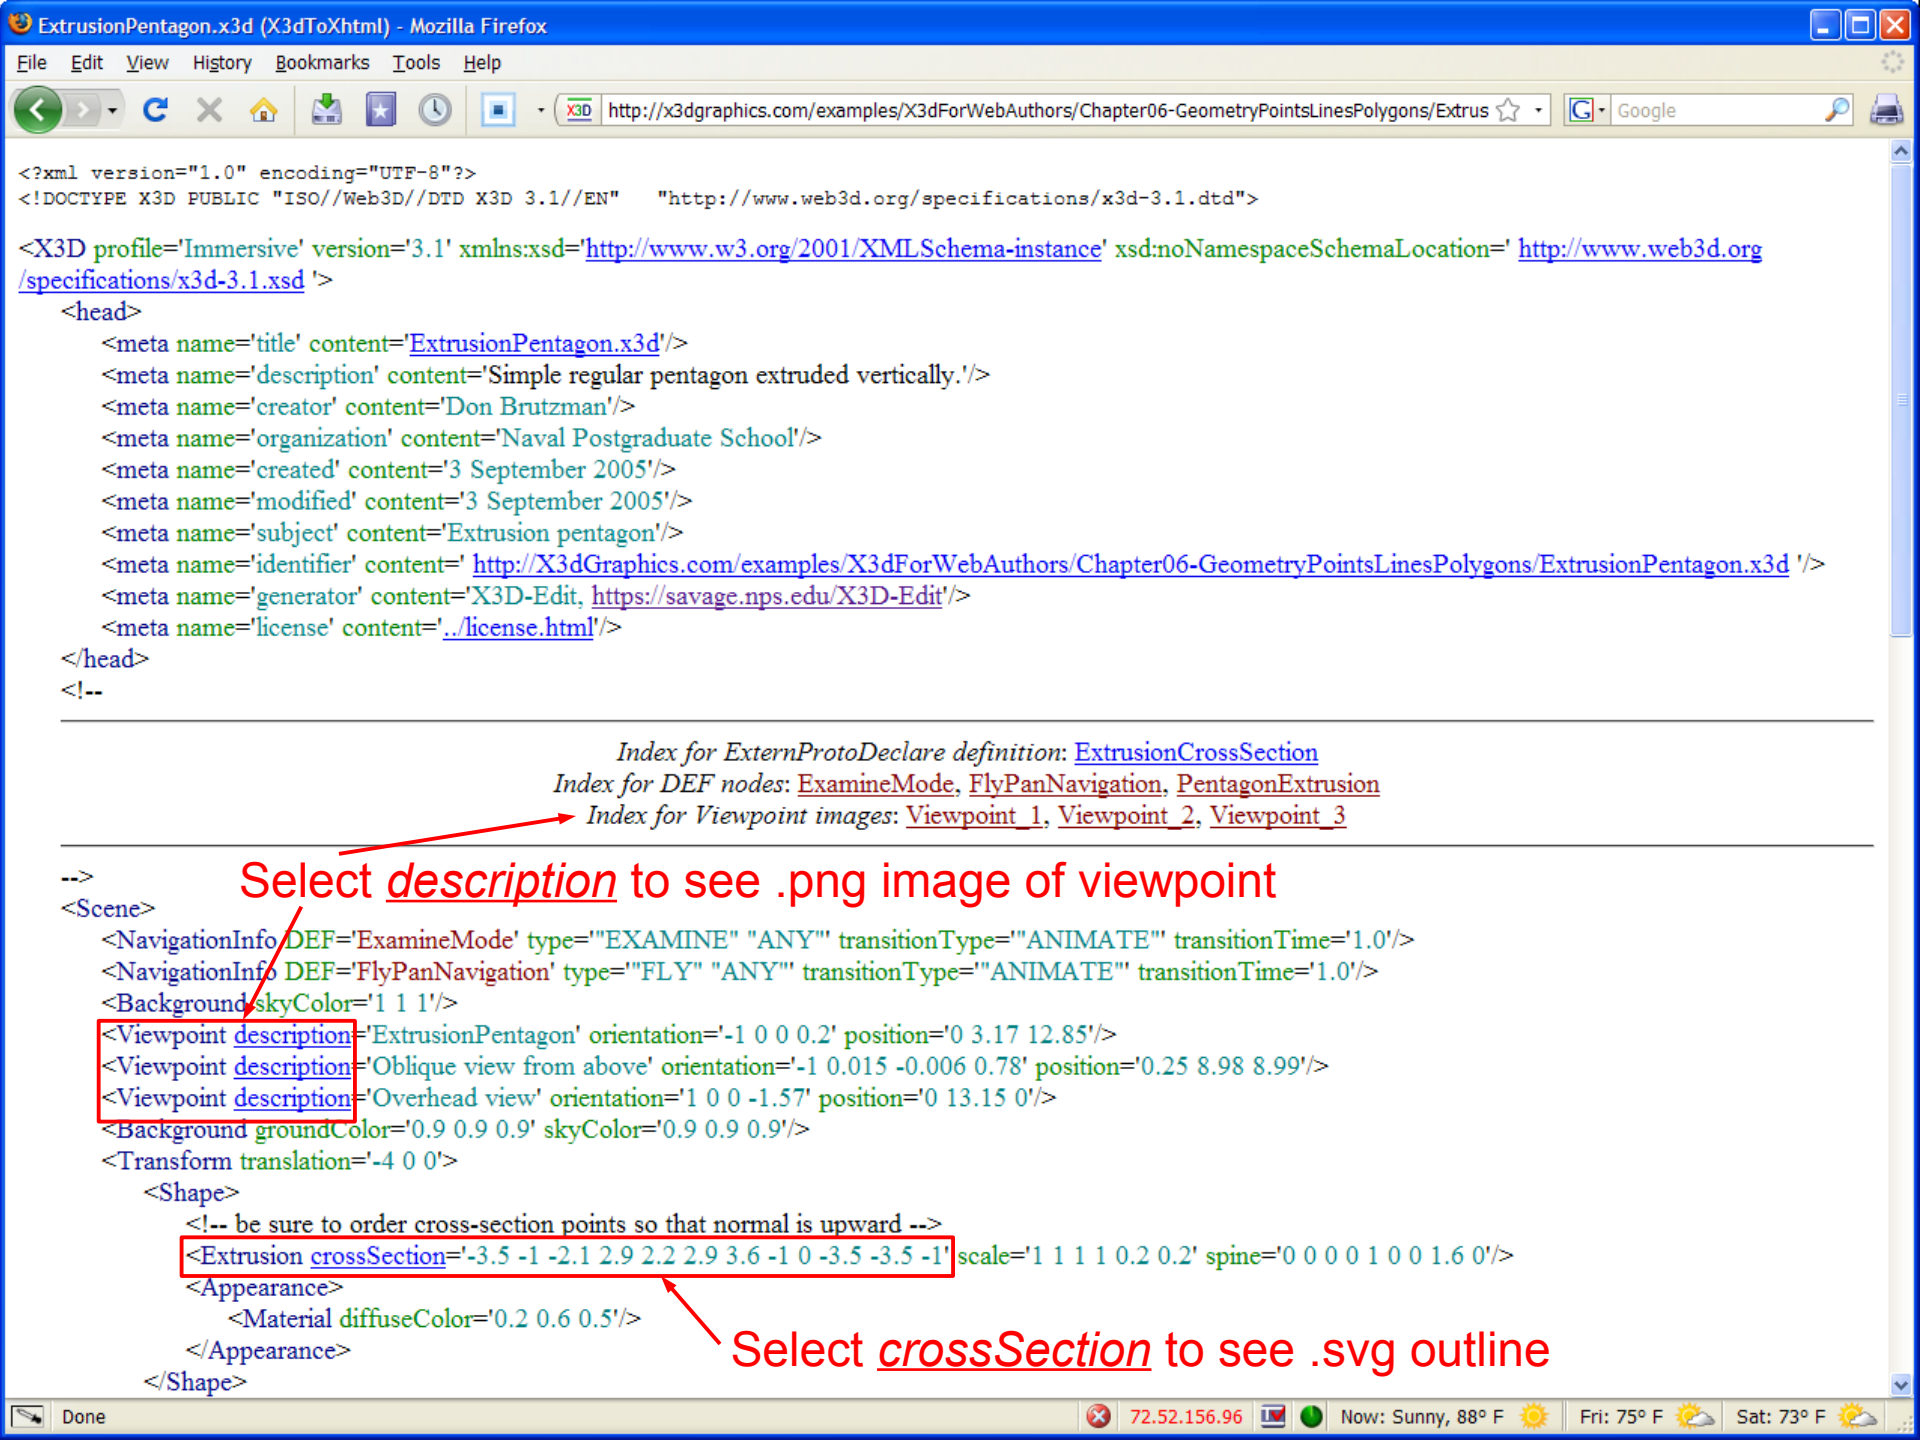 ExtrusionPentagon.x3d (X3dToXhtml) - Mozilla Firefox
File Edit View History Bookmarks Tools Help
X3D http://x3dgraphics.com/examples/X3dForWebAuthors/Chapter06-GeometryPointsLinesPolygons/Extrus G Google
<?xml version="1.0" encoding="UTF-8"?>
<!DOCTYPE X3D PUBLIC "ISO//Web3D//DTD X3D 3.1//EN" "http://www.web3d.org/specifications/x3d-3.1.dtd">
<X3D profile='Immersive' version='3.1' xmlns:xsd='http://www.w3.org/2001/XMLSchema-instance' xsd:noNamespaceSchemaLocation=' http://www.web3d.org
/specifications/x3d-3.1.xsd '>
<head>
<meta name='title' content='ExtrusionPentagon.x3d'/>
<meta name='description' content='Simple regular pentagon extruded vertically.'/>
<meta name='creator' content='Don Brutzman'/>
<meta name='organization' content='Naval Postgraduate School'/>
<meta name='created' content='3 September 2005'/>
<meta name='modified' content='3 September 2005'/>
<meta name='subject' content='Extrusion pentagon'/>
<meta name='identifier' content=' http://X3dGraphics.com/examples/X3dForWebAuthors/Chapter06-GeometryPointsLinesPolygons/ExtrusionPentagon.x3d '/>
<meta name='generator' content='X3D-Edit, https://savage.nps.edu/X3D-Edit'/>
<meta name='license' content='../license.html'/>
</head>
<!--
Index for ExternProtoDeclare definition: ExtrusionCrossSection
Index for DEF nodes: ExamineMode, FlyPanNavigation, PentagonExtrusion
Index for Viewpoint images: Viewpoint_1, Viewpoint_2, Viewpoint_3
-->
Select description to see .png image of viewpoint
<Scene>
<NavigationInfo DEF='ExamineMode' type='"EXAMINE" "ANY"' transitionType='"ANIMATE"' transitionTime='1.0'/>
<NavigationInfo DEF='FlyPanNavigation' type='"FLY" "ANY"' transitionType='"ANIMATE"' transitionTime='1.0'/>
<Background skyColor='1 1 1'/>
<Viewpoint description='ExtrusionPentagon' orientation='-1 0 0 0.2' position='0 3.17 12.85'/>
<Viewpoint description='Oblique view from above' orientation='-1 0.015 -0.006 0.78' position='0.25 8.98 8.99'/>
<Viewpoint description='Overhead view' orientation='1 0 0 -1.57' position='0 13.15 0'/>
<Background groundColor='0.9 0.9 0.9' skyColor='0.9 0.9 0.9'/>
<Transform translation='-4 0 0'>
<Shape>
<!-- be sure to order cross-section points so that normal is upward -->
<Extrusion crossSection='-3.5 -1 -2.1 2.9 2.2 2.9 3.6 -1 0 -3.5 -3.5 -1' scale='1 1 1 1 0.2 0.2' spine='0 0 0 0 1 0 0 1.6 0'/>
<Appearance>
<Material diffuseColor='0.2 0.6 0.5'/>
</Appearance>
Select crossSection to see .svg outline
</Shape>
Done 72.52.156.96 Now: Sunny, 88° F Fri: 75° F Sat: 73° F